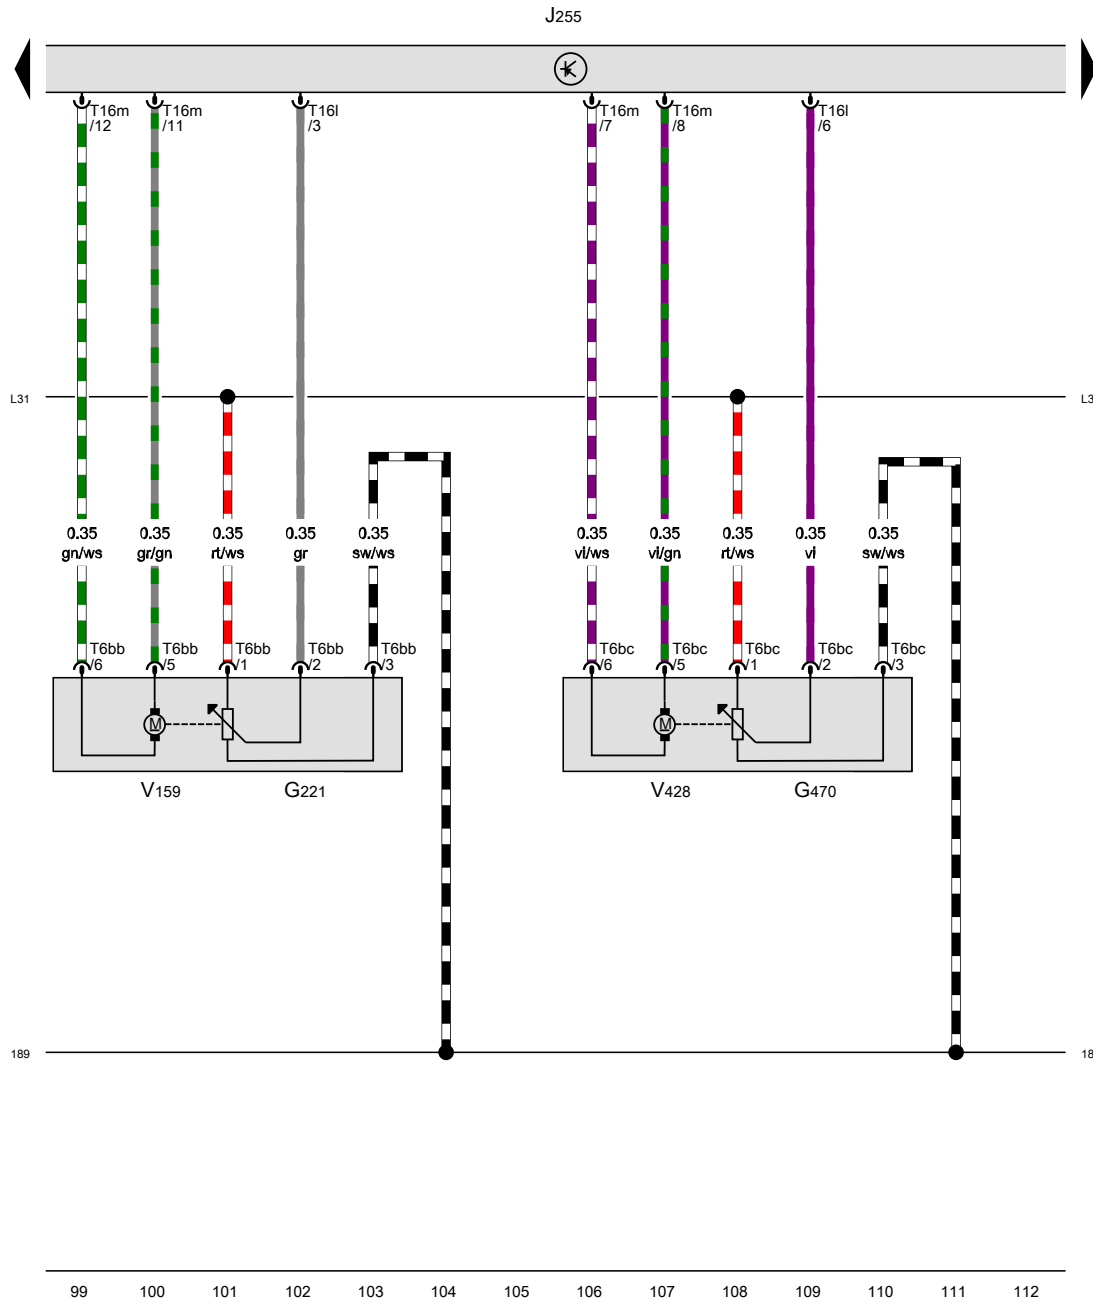 J255
T16m
/12
T16m
/11
T16l
/3
T16m
/7
T16m
/8
T16l
/6
L31
L3
0.35
gn/ws
0.35
gr/gn
0.35
rt/ws
0.35
gr
0.35
sw/ws
0.35
vi/ws
0.35
vi/gn
0.35
rt/ws
0.35
vi
0.35
sw/ws
T6bb
/6
T6bb
/5
T6bb
/1
T6bb
/2
T6bb
/3
T6bc
/6
T6bc
/5
T6bc
/1
T6bc
/2
T6bc
/3
M
M
V159
G221
V428
G470
189
18
99 100 101 102 103 104 105 106 107 108 109 110 111 112